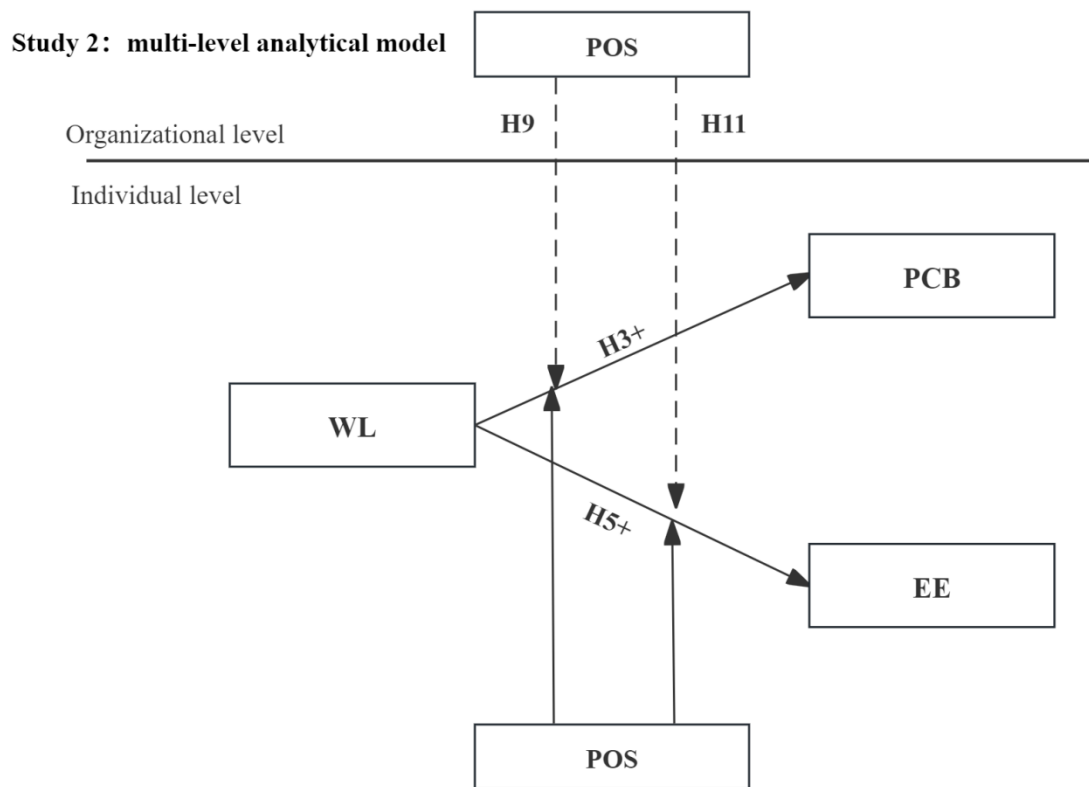 Study 2：multi-level analytical model
POS
H9
H11
Organizational level
Individual level
PCB
H3+
WL
H5+
EE
POS